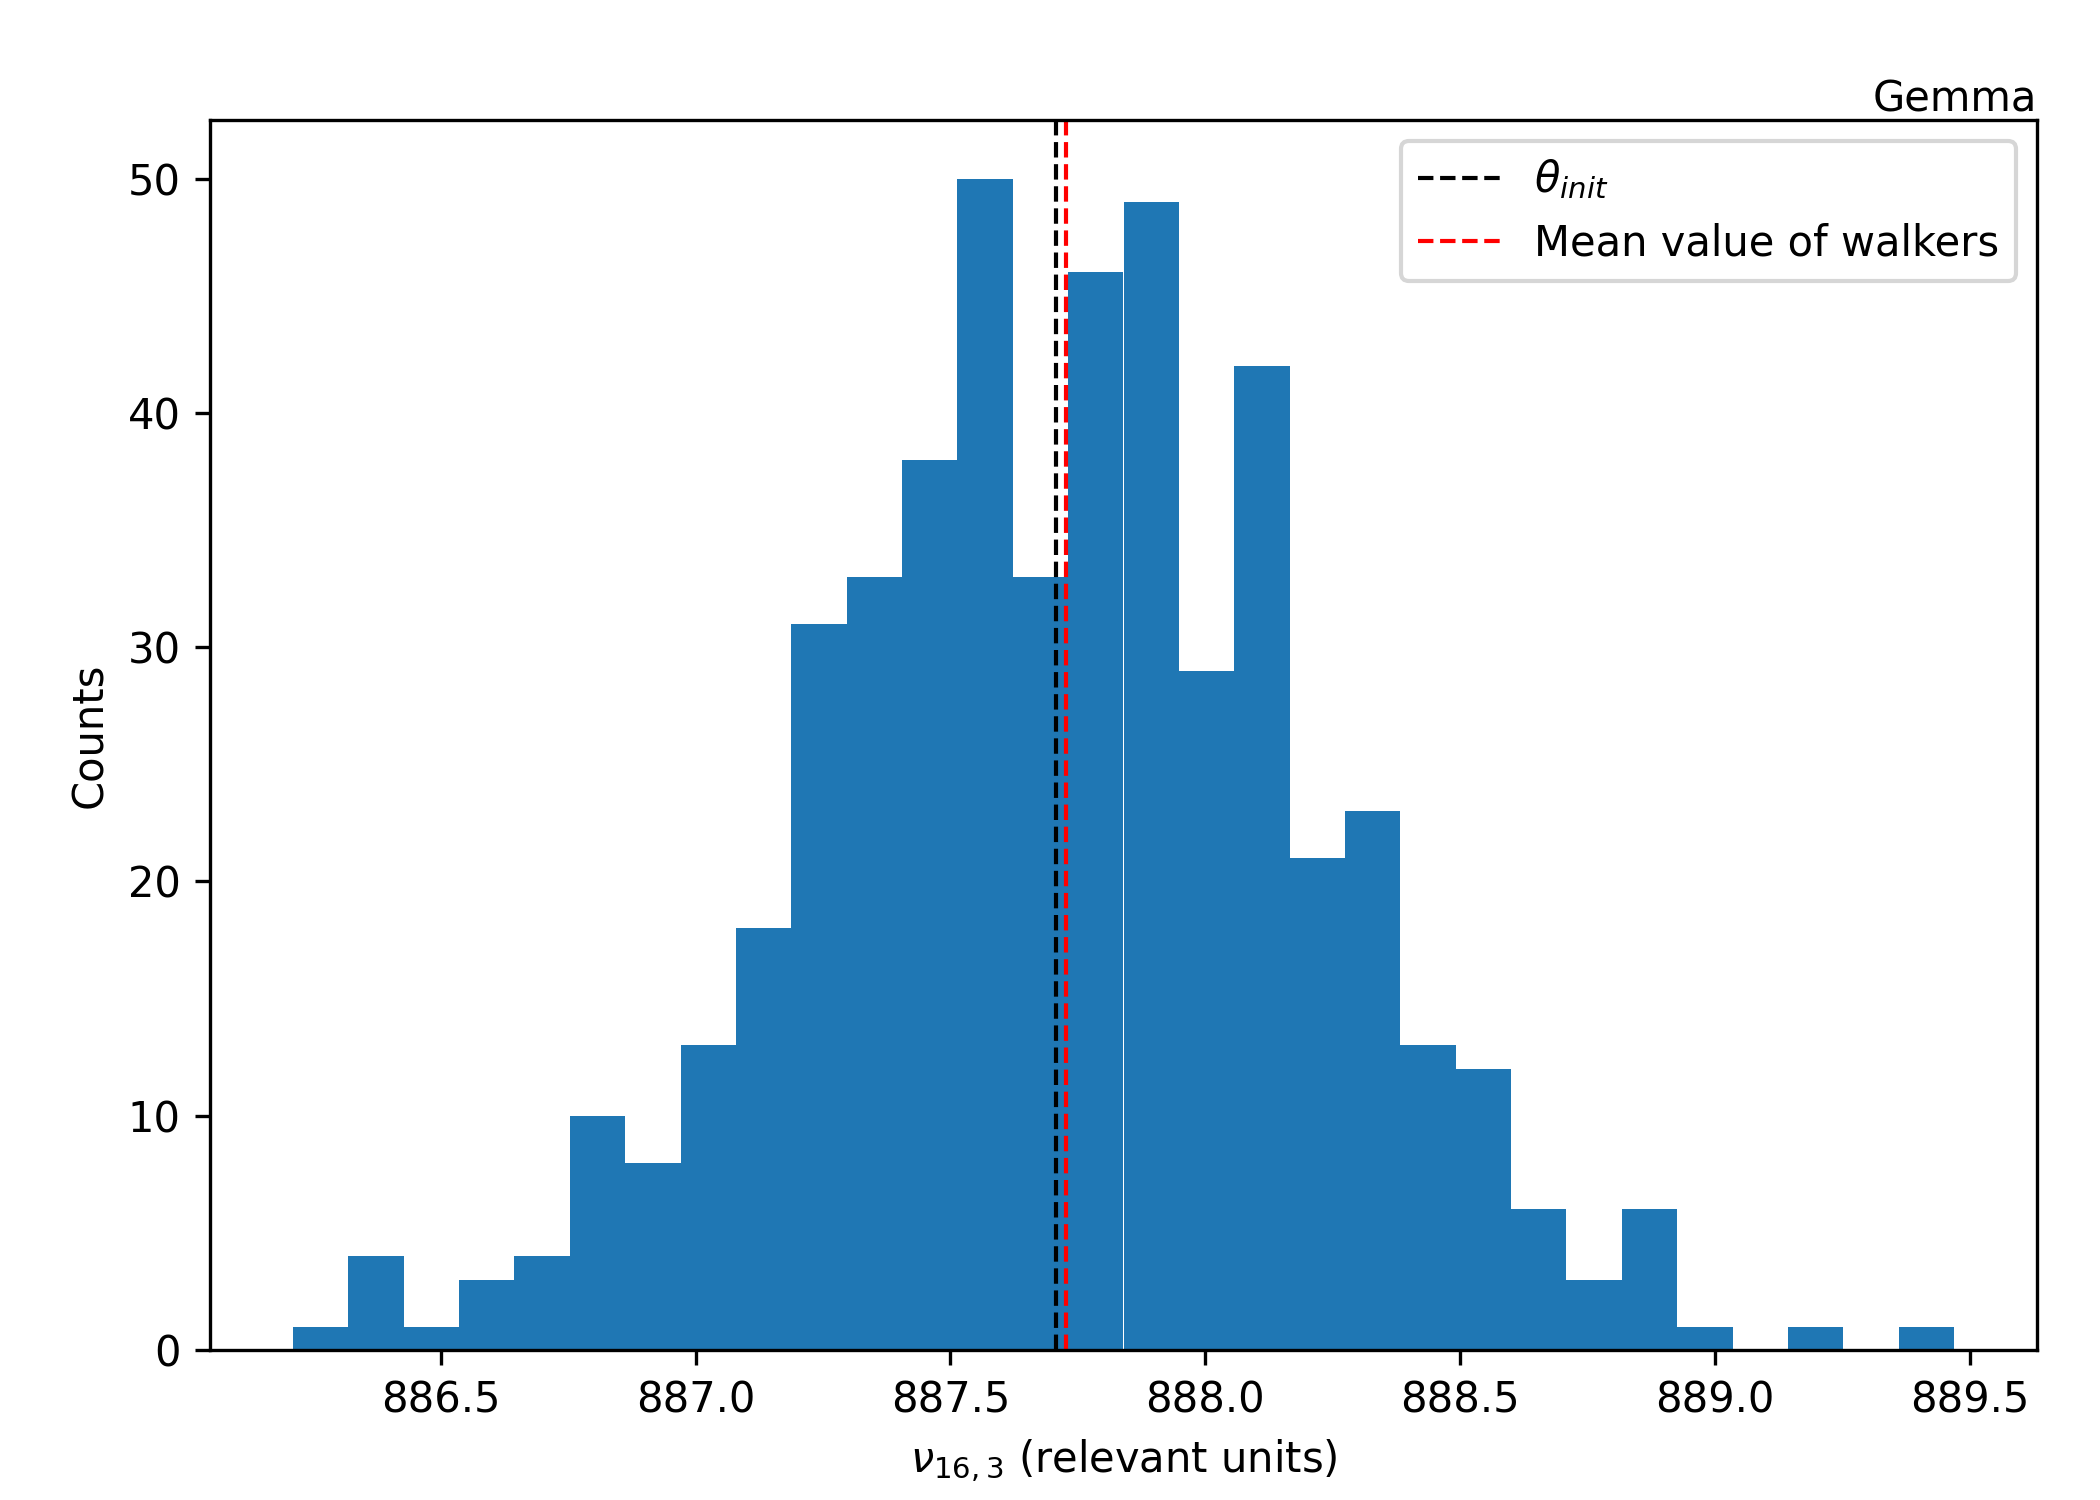 Gemma
θ_init
Mean value of walkers
50
40
30
20
10
0
Counts
886.5 887.0 887.5 888.0 888.5 889.0 889.5
ν_16, 3 (relevant units)